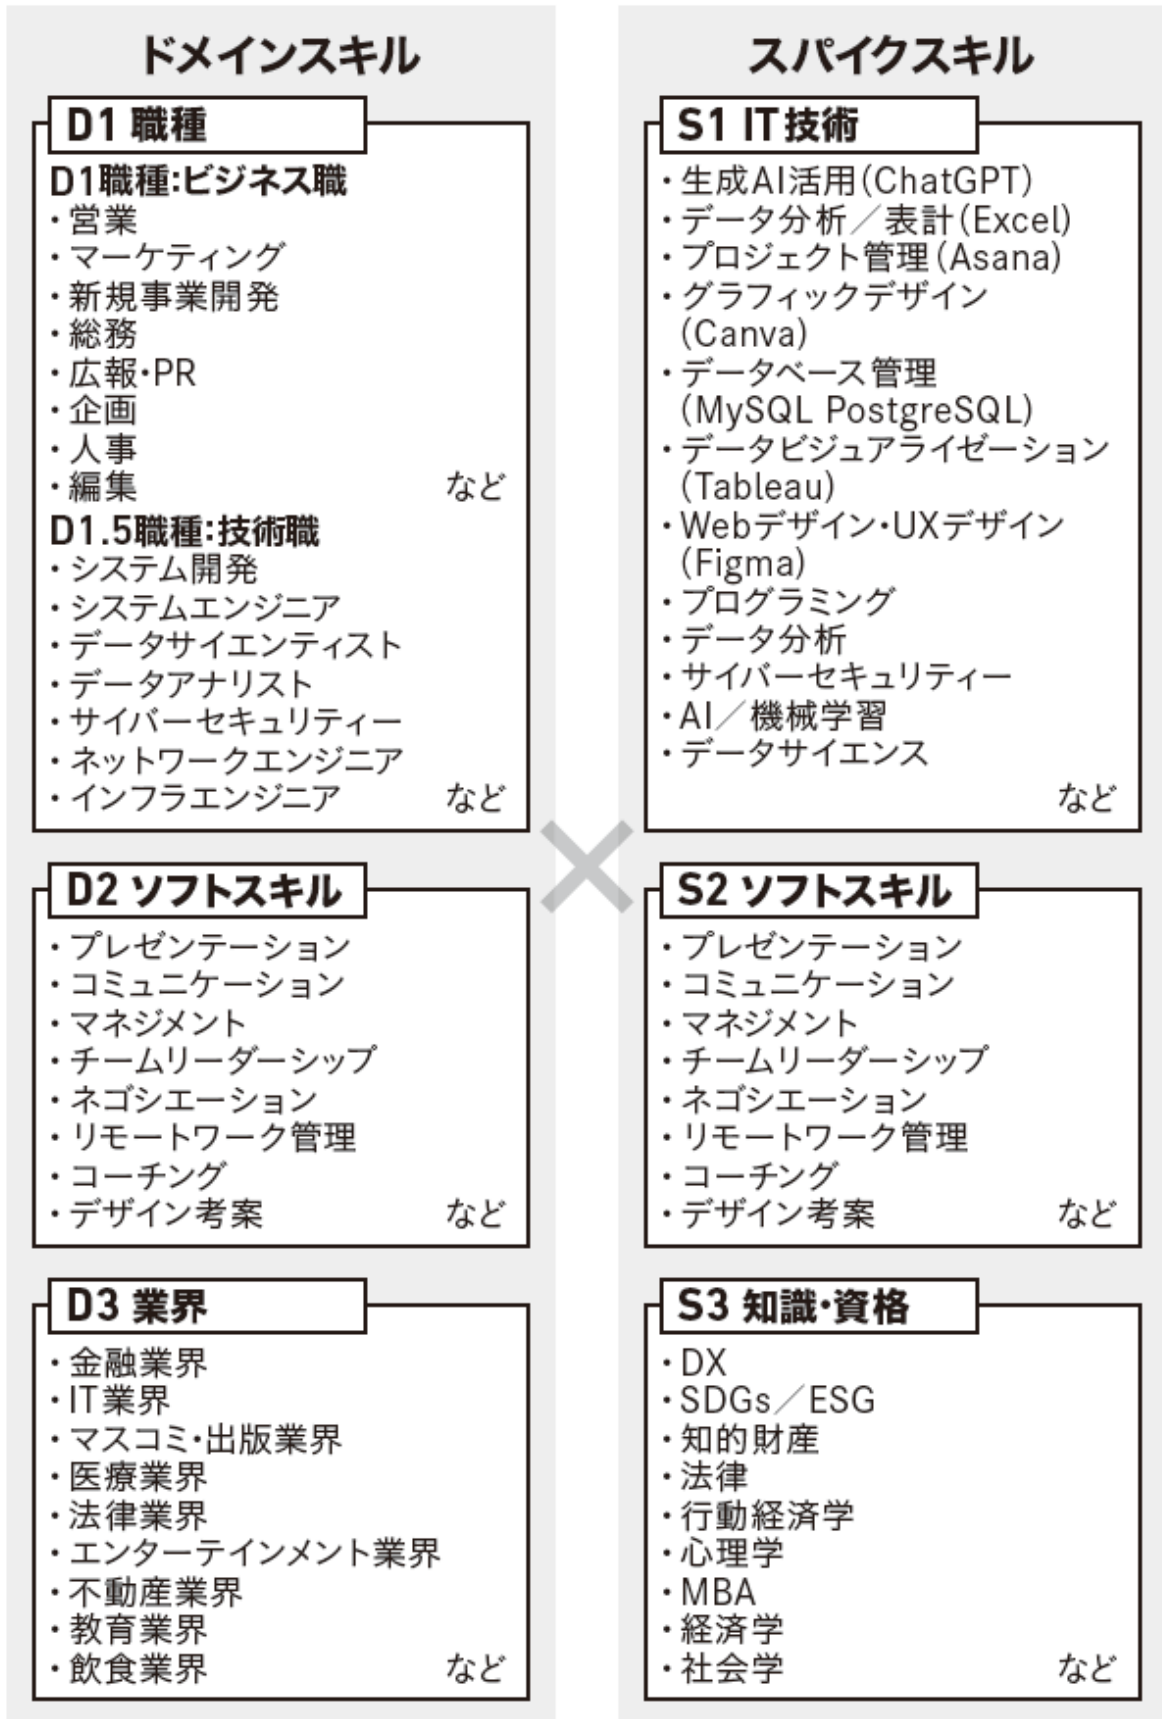 ドメインスキル
D1 職種
D1職種:ビジネス職
・営業
・マーケティング
・新規事業開発
・総務
・広報・PR
・企画
・人事
・編集 など
D1.5職種:技術職
・システム開発
・システムエンジニア
・データサイエンティスト
・データアナリスト
・サイバーセキュリティー
・ネットワークエンジニア
・インフラエンジニア など
D2 ソフトスキル
・プレゼンテーション
・コミュニケーション
・マネジメント
・チームリーダーシップ
・ネゴシエーション
・リモートワーク管理
・コーチング
・デザイン考案 など
D3 業界
・金融業界
・IT業界
・マスコミ・出版業界
・医療業界
・法律業界
・エンターテインメント業界
・不動産業界
・教育業界
・飲食業界 など
×
スパイクスキル
S1 IT技術
・生成AI活用(ChatGPT)
・データ分析／表計(Excel)
・プロジェクト管理(Asana)
・グラフィックデザイン
(Canva)
・データベース管理
(MySQL PostgreSQL)
・データビジュアライゼーション
(Tableau)
・Webデザイン・UXデザイン
(Figma)
・プログラミング
・データ分析
・サイバーセキュリティー
・AI／機械学習
・データサイエンス
など
S2 ソフトスキル
・プレゼンテーション
・コミュニケーション
・マネジメント
・チームリーダーシップ
・ネゴシエーション
・リモートワーク管理
・コーチング
・デザイン考案 など
S3 知識・資格
・DX
・SDGs／ESG
・知的財産
・法律
・行動経済学
・心理学
・MBA
・経済学
・社会学 など